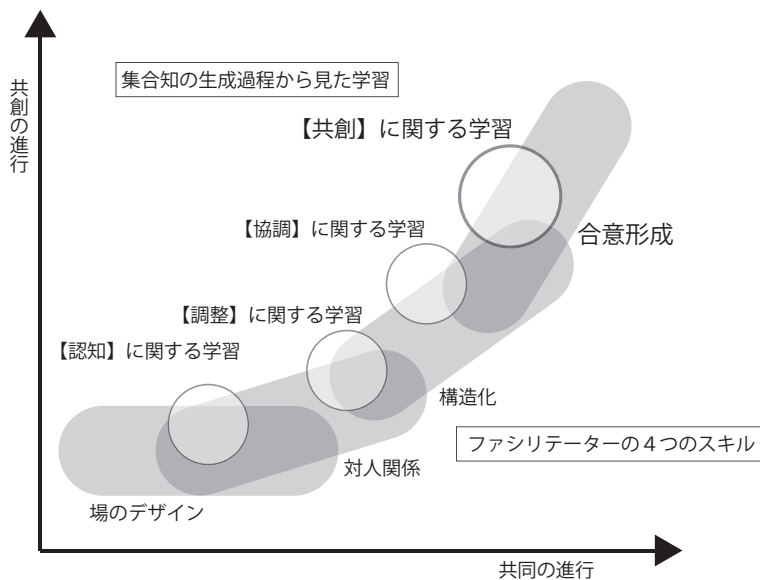 共創の進行
集合知の生成過程から見た学習
【共創】に関する学習
【協調】に関する学習
合意形成
【調整】に関する学習
【認知】に関する学習
構造化
ファシリテーターの４つのスキル
対人関係
場のデザイン
共同の進行